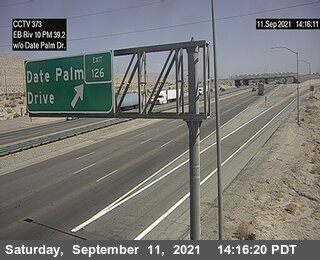 CCTV 373
EB Riv 10 PM 39.2
w/o Date Palm Dr.
11.Sep 2021 14:16:11
EXIT
126
Date Palm
Drive
Saturday, September 11, 2021 14:16:20 PDT